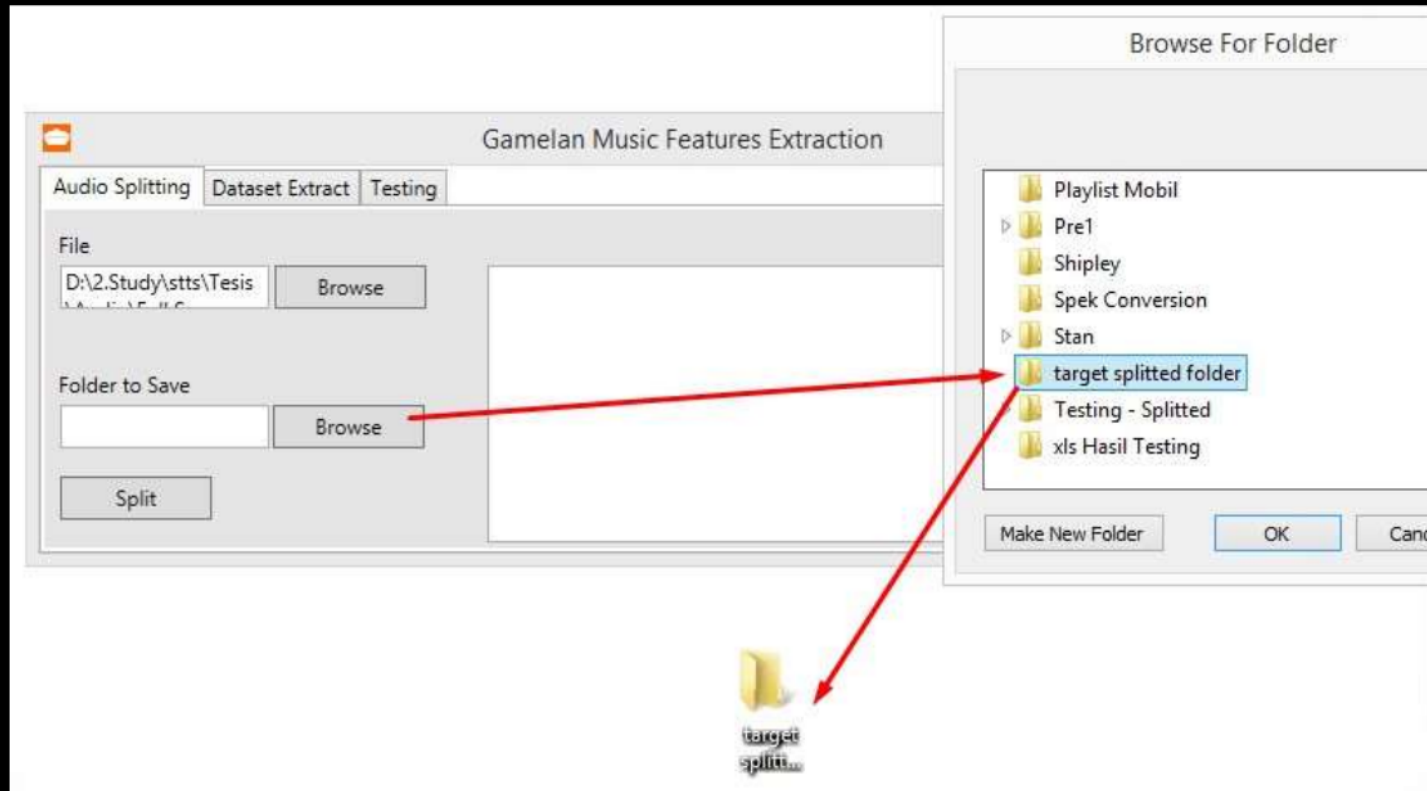 Browse For Folder
Gamelan Music Features Extraction
Audio Splitting Dataset Extract Testing
File
D:\2.Study\stts\Tesis
Browse
Folder to Save
Browse
Split
Playlist Mobil
Pre1
Shipley
Spek Conversion
Stan
target splitted folder
Testing - Splitted
xls Hasil Testing
Make New Folder OK Canc
target
splitt...